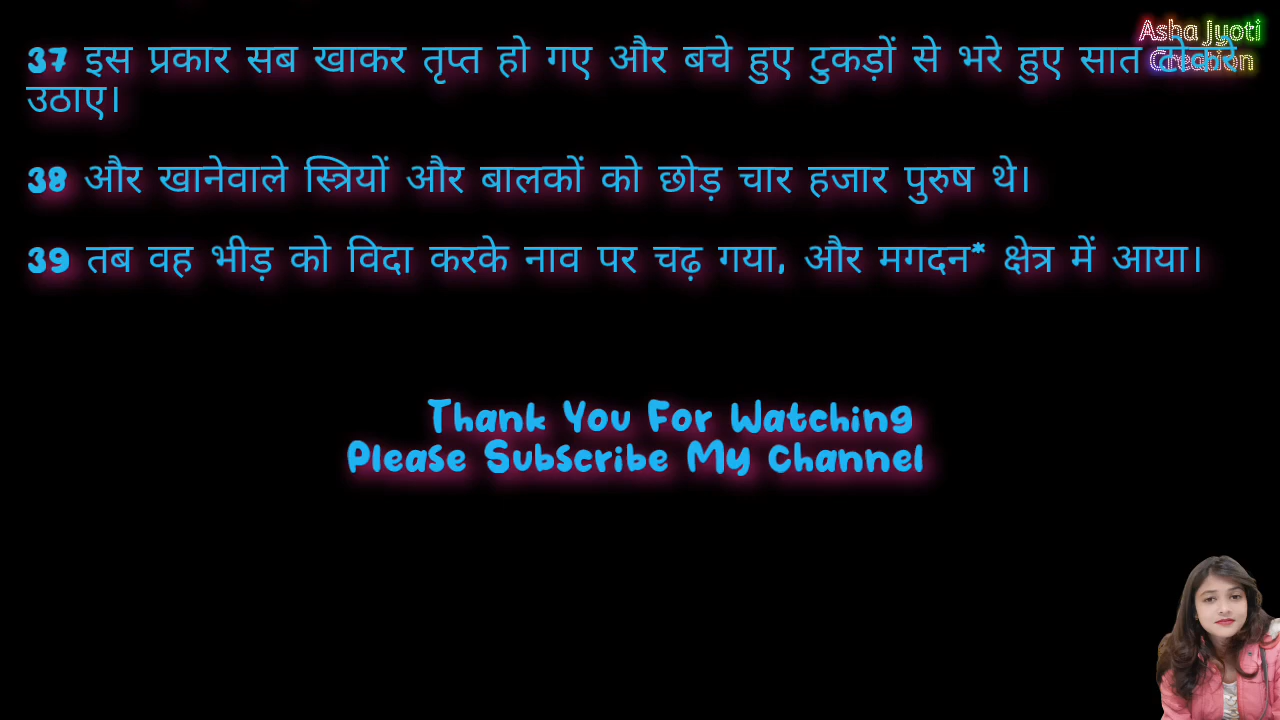 Asha Jyoti
Creation
37 इस प्रकार सब खाकर तृप्त हो गए और बचे हुए टुकड़ों से भरे हुए सात टोकरे
उठाए।
38 और खानेवाले स्त्रियों और बालकों को छोड़ चार हजार पुरुष थे।
39 तब वह भीड़ को विदा करके नाव पर चढ़ गया, और मगदन* क्षेत्र में आया।
Thank You For Watching
Please Subscribe My Channel